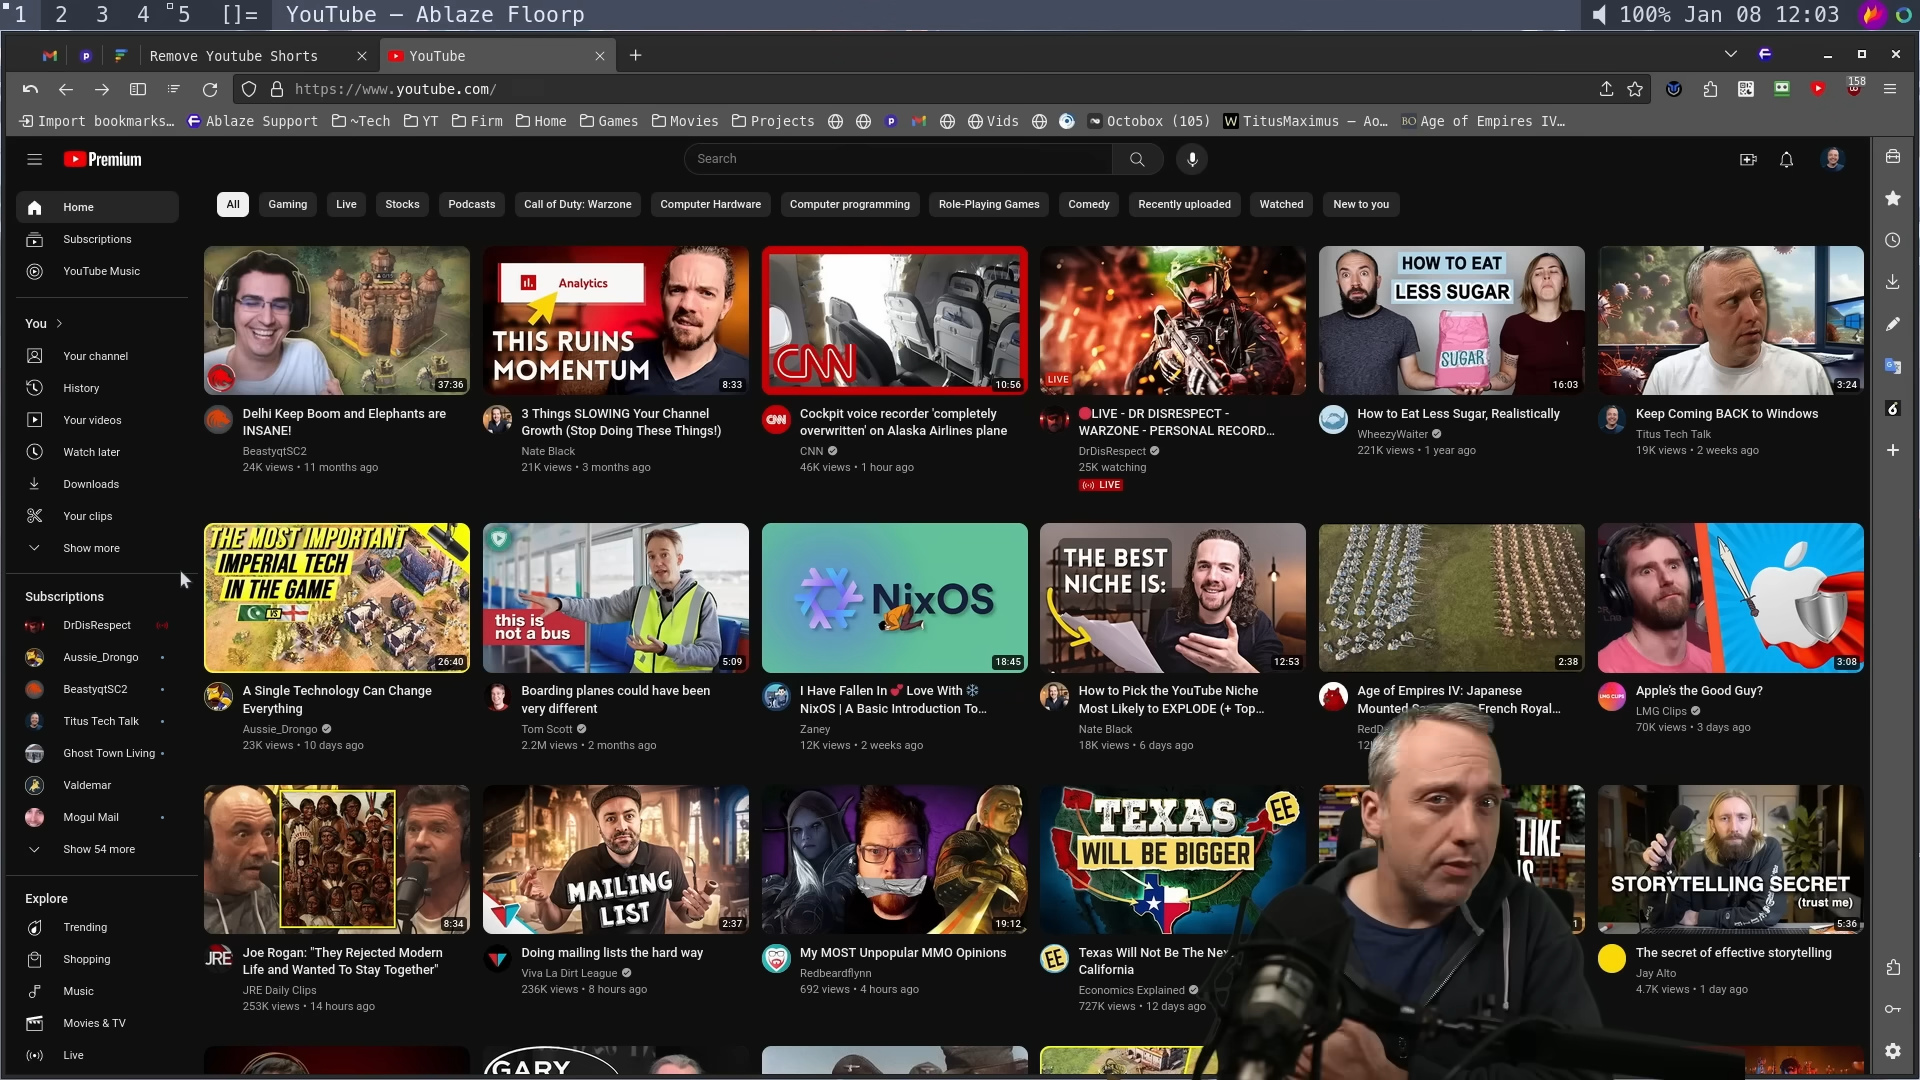 1 2 3 4 5 []= YouTube — Ablaze Floorp 100% Jan 08 12:03
Remove Youtube Shorts YouTube
https://www.youtube.com/ 158
Import bookmarks… Ablaze Support ~Tech YT Firm Home Games Movies Projects Vids Octobox (105) TitusMaximus — Ao… Age of Empires IV…
Premium Search
Home
Subscriptions
YouTube Music
You
Your channel
History
Your videos
Watch later
Downloads
Your clips
Show more
Subscriptions
DrDisRespect
Aussie_Drongo
BeastyqtSC2
Titus Tech Talk
Ghost Town Living
Valdemar
Mogul Mail
Show 54 more
Explore
Trending
Shopping
Music
Movies & TV
Live
All Gaming Live Stocks Podcasts Call of Duty: Warzone Computer Hardware Computer programming Role-Playing Games Comedy Recently uploaded Watched New to you
37:36
Delhi Keep Boom and Elephants are
INSANE!
BeastyqtSC2
24K views • 11 months ago
Analytics
THIS RUINS
MOMENTUM
8:33
3 Things SLOWING Your Channel
Growth (Stop Doing These Things!)
Nate Black
21K views • 3 months ago
CNN
10:56
CNN
Cockpit voice recorder 'completely
overwritten' on Alaska Airlines plane
CNN
46K views • 1 hour ago
LIVE
🔴LIVE - DR DISRESPECT -
WARZONE - PERSONAL RECORD…
DrDisRespect
25K watching
LIVE
HOW TO EAT
LESS SUGAR
SUGAR
16:03
How to Eat Less Sugar, Realistically
WheezyWaiter
221K views • 1 year ago
3:24
Keep Coming BACK to Windows
Titus Tech Talk
19K views • 2 weeks ago
THE MOST IMPORTANT
IMPERIAL TECH
IN THE GAME
VS
26:40
A Single Technology Can Change
Everything
Aussie_Drongo
23K views • 10 days ago
this is
not a bus
5:09
Boarding planes could have been
very different
Tom Scott
2.2M views • 2 months ago
NixOS
18:45
I Have Fallen In 💕 Love With ❄️
NixOS | A Basic Introduction To…
Zaney
12K views • 2 weeks ago
THE BEST
NICHE IS:
12:53
How to Pick the YouTube Niche
Most Likely to EXPLODE (+ Top…
Nate Black
18K views • 6 days ago
2:38
Age of Empires IV: Japanese
Mounted French Royal…
3:08
LMG CLIPS
Apple's the Good Guy?
LMG Clips
70K views • 3 days ago
8:34
JRE
Joe Rogan: "They Rejected Modern
Life and Wanted To Stay Together"
JRE Daily Clips
253K views • 14 hours ago
MAILING
LIST
2:37
Doing mailing lists the hard way
Viva La Dirt League
236K views • 8 hours ago
19:12
My MOST Unpopular MMO Opinions
Redbeardflynn
692 views • 4 hours ago
TEXAS
WILL BE BIGGER
EE
EE
Texas Will Not Be The
California
Economics Explained
727K views • 12 days ago
LIKE
STORYTELLING SECRET
(trust me)
5:36
The secret of effective storytelling
Jay Alto
4.7K views • 1 day ago
GARY